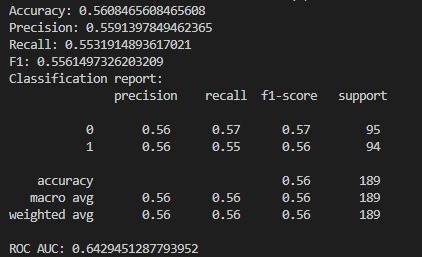 Accuracy: 0.5608465608465608
Precision: 0.5591397849462365
Recall: 0.5531914893617021
F1: 0.5561497326203209
Classification report:
precision recall f1-score support
0 0.56 0.57 0.57 95
1 0.56 0.55 0.56 94
accuracy 0.56 189
macro avg 0.56 0.56 0.56 189
weighted avg 0.56 0.56 0.56 189
ROC AUC: 0.6429451287793952